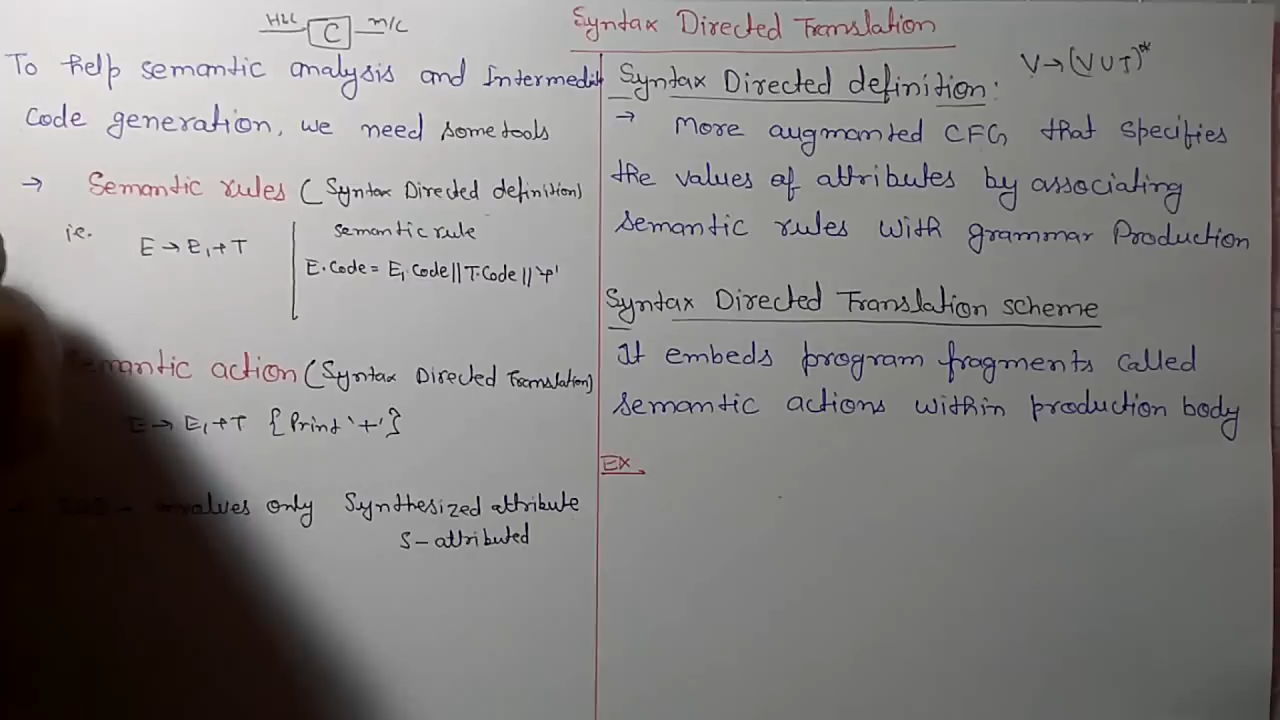 Syntax Directed Translation
HLL C m/c
To help semantic analysis and Intermedi
Code generation, we need some tools
→ Semantic rules (Syntax Directed definition)
i.e.
E → E₁ + T
semantic rule
E.Code = E₁.Code || T.Code || '+'
mantic action (Syntax Directed Translation)
E → E₁ + T {Print '+'}
values only Synthesized attribute
S - attributed
V → (V U T)*
Syntax Directed definition:
→ More augmanted CFG that specifies
the values of attributes by associating
semantic rules with grammar Production
Syntax Directed Translation scheme
It embeds program fragments called
semantic actions within production body
EX.